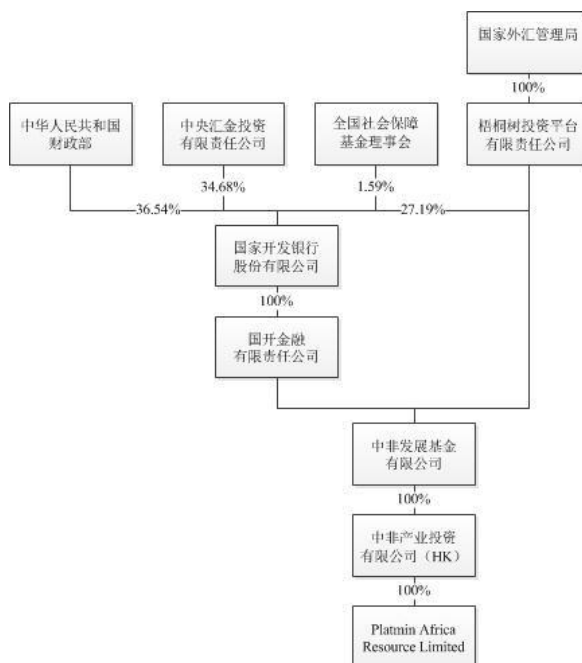 国家外汇管理局
100%
中华人民共和国
财政部
中央汇金投资
有限责任公司
全国社会保障
基金理事会
梧桐树投资平台
有限责任公司
34.68%
1.59%
36.54%
27.19%
国家开发银行
股份有限公司
100%
国开金融
有限责任公司
中非发展基金
有限公司
100%
中非产业投资
有限公司（HK）
100%
Platmin Africa
Resource Limited